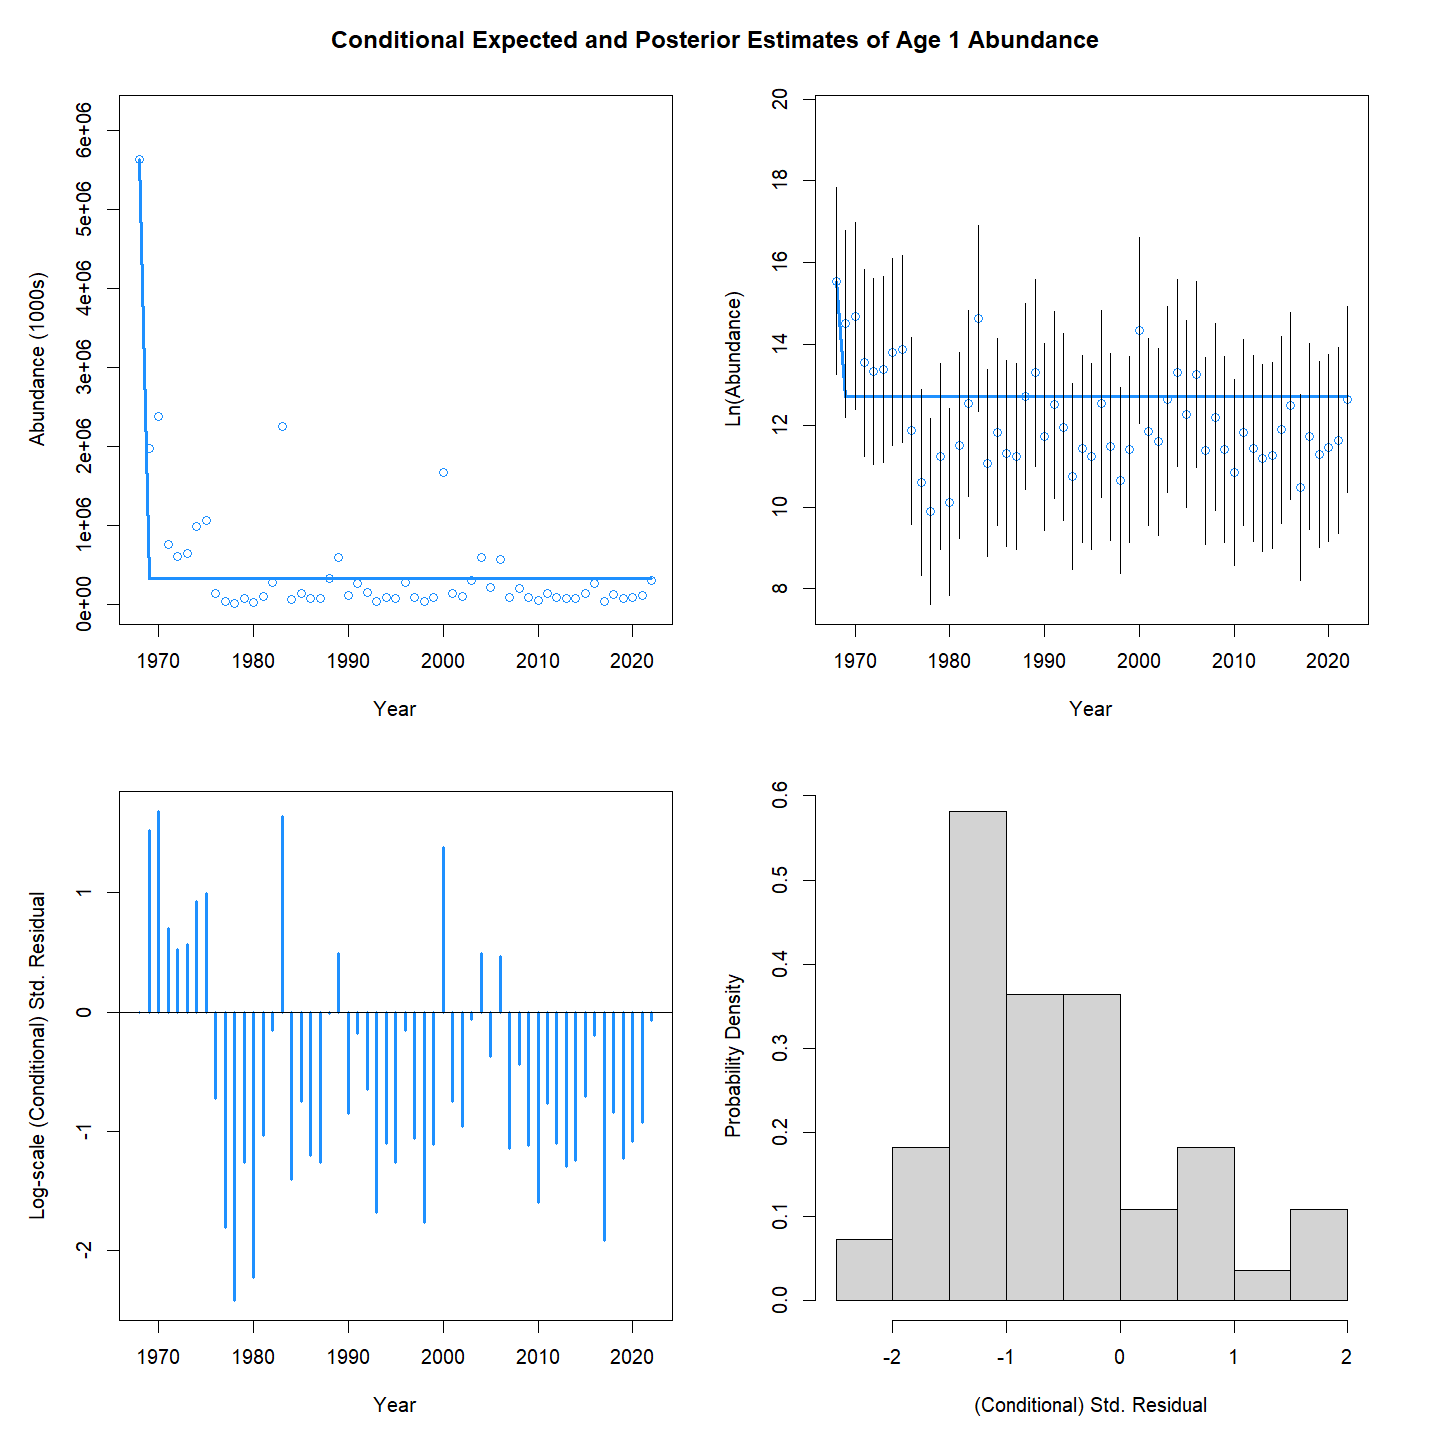 Conditional Expected and Posterior Estimates of Age 1 Abundance
Abundance (1000s)
0e+00 1e+06 2e+06 3e+06 4e+06 5e+06 6e+06
1970 1980 1990 2000 2010 2020
Year
Ln(Abundance)
8 10 12 14 16 18 20
1970 1980 1990 2000 2010 2020
Year
Log-scale (Conditional) Std. Residual
-2 -1 0 1
1970 1980 1990 2000 2010 2020
Year
Probability Density
0.0 0.1 0.2 0.3 0.4 0.5 0.6
-2 -1 0 1 2
(Conditional) Std. Residual